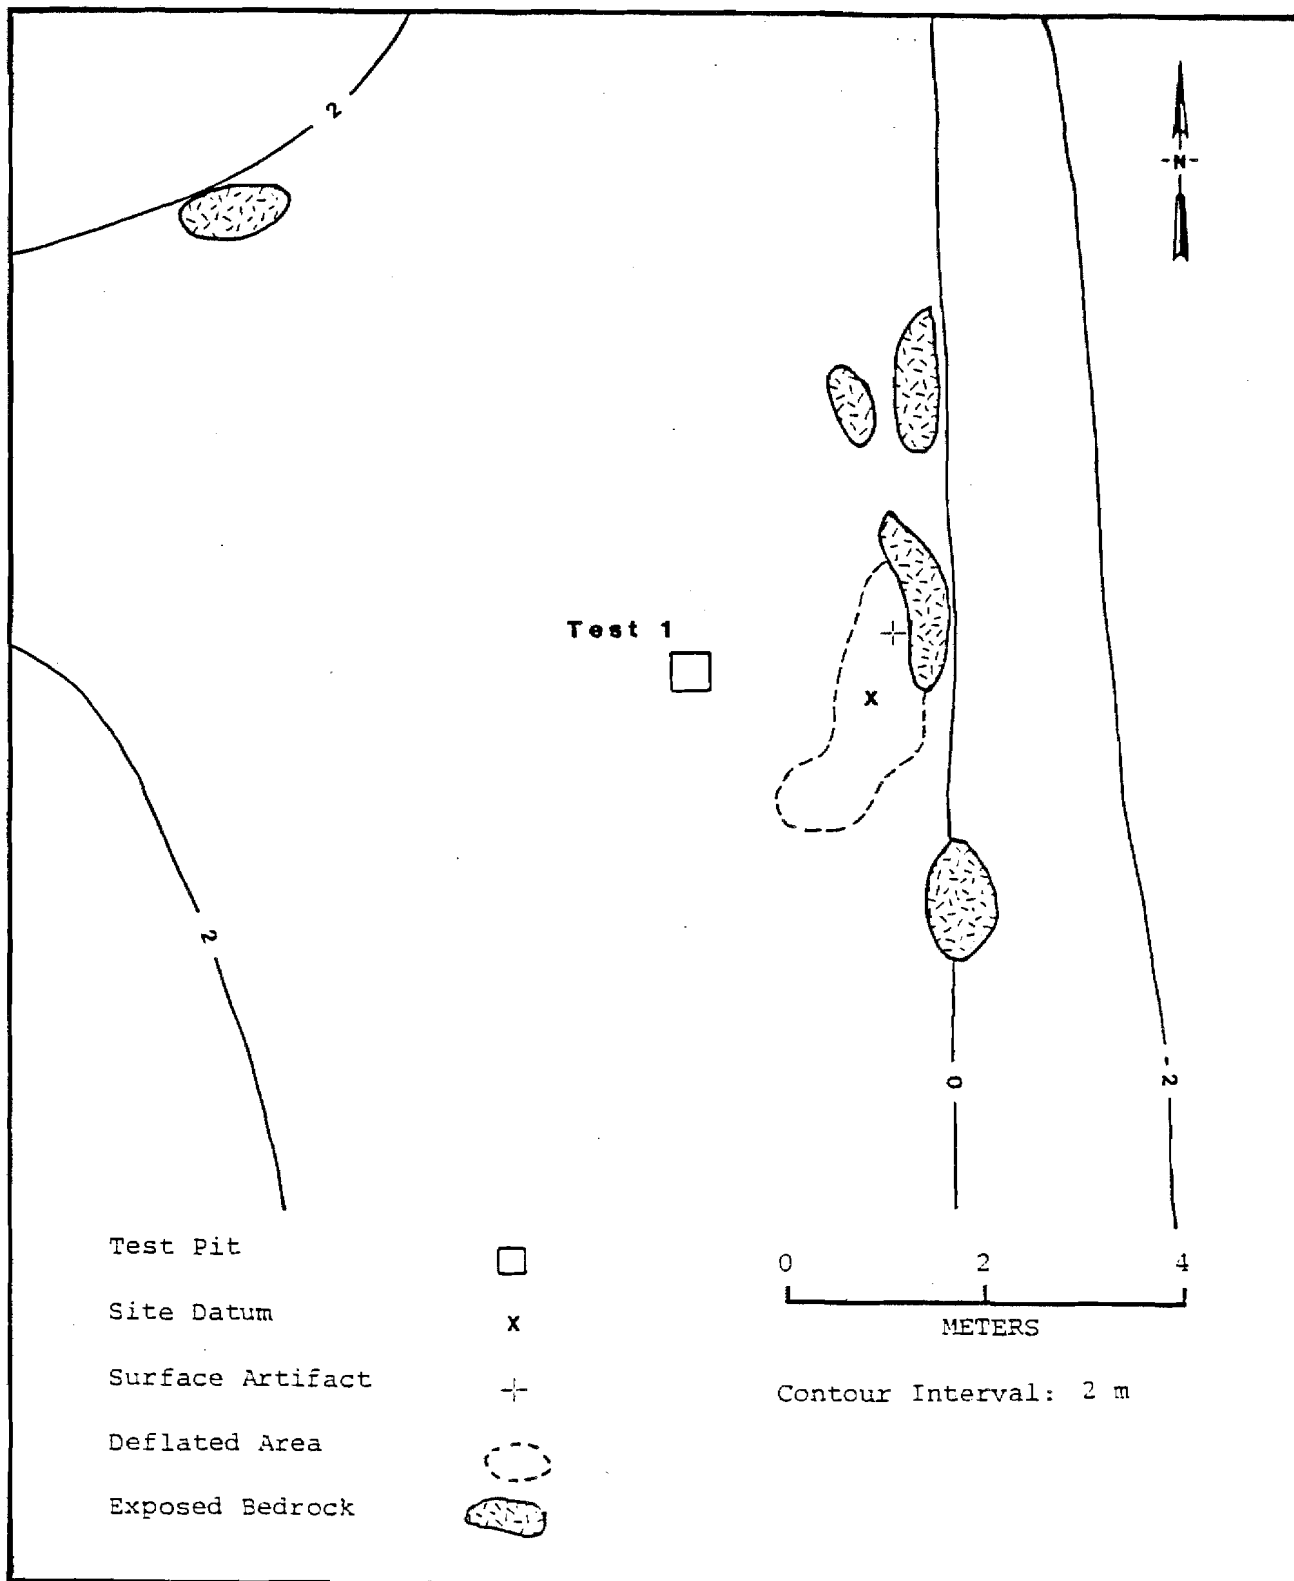 2
-N-
Test 1
x
2
0
-2
Test Pit
Site Datum x
Surface Artifact
Deflated Area
Exposed Bedrock
0 2 4
METERS
Contour Interval: 2 m